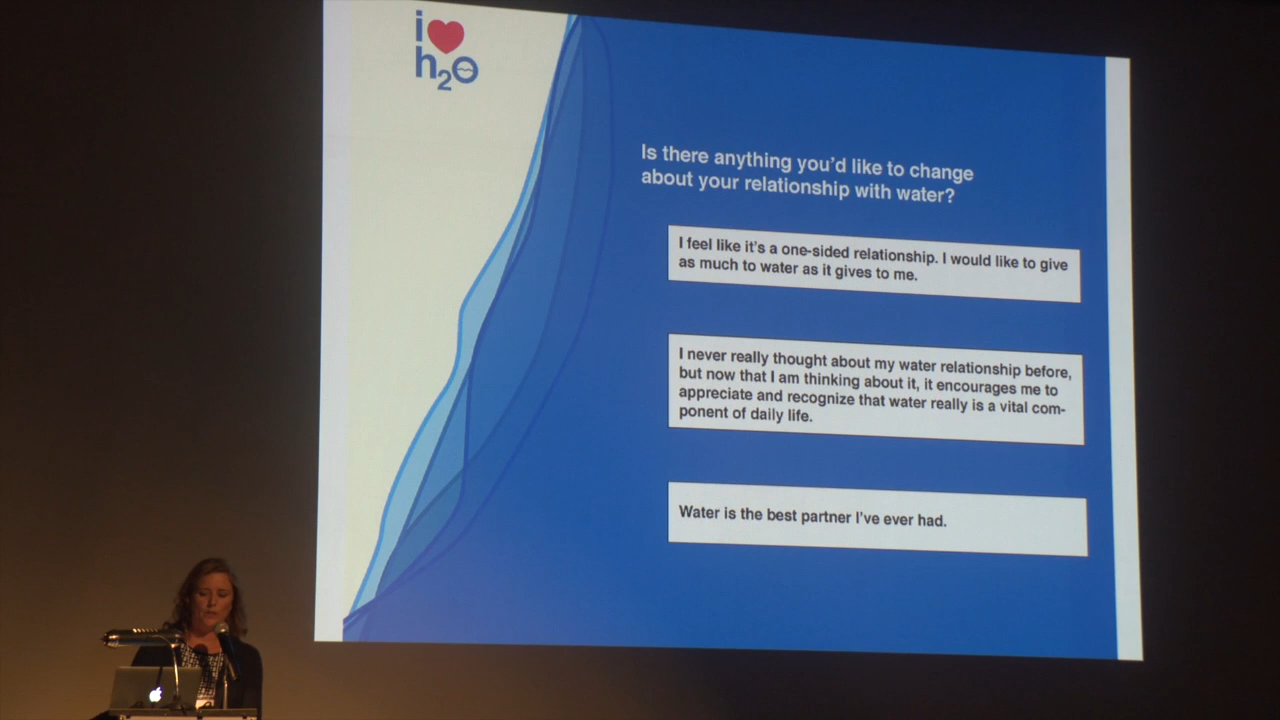 i ❤
h2o
Is there anything you'd like to change
about your relationship with water?
I feel like it's a one-sided relationship. I would like to give
as much to water as it gives to me.
I never really thought about my water relationship before,
but now that I am thinking about it, it encourages me to
appreciate and recognize that water really is a vital com-
ponent of daily life.
Water is the best partner I've ever had.